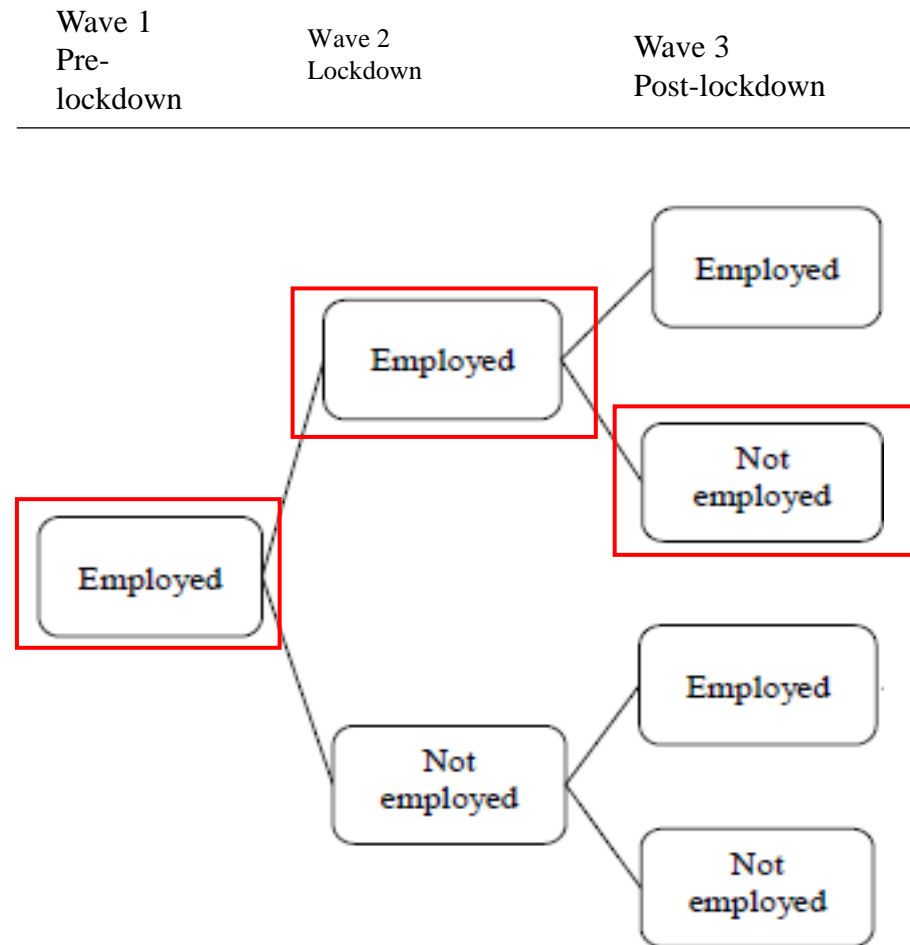 Wave 1
Pre-
lockdown
Wave 2
Lockdown
Wave 3
Post-lockdown
Employed
Employed
Not
employed
Employed
Employed
Not
employed
Not
employed